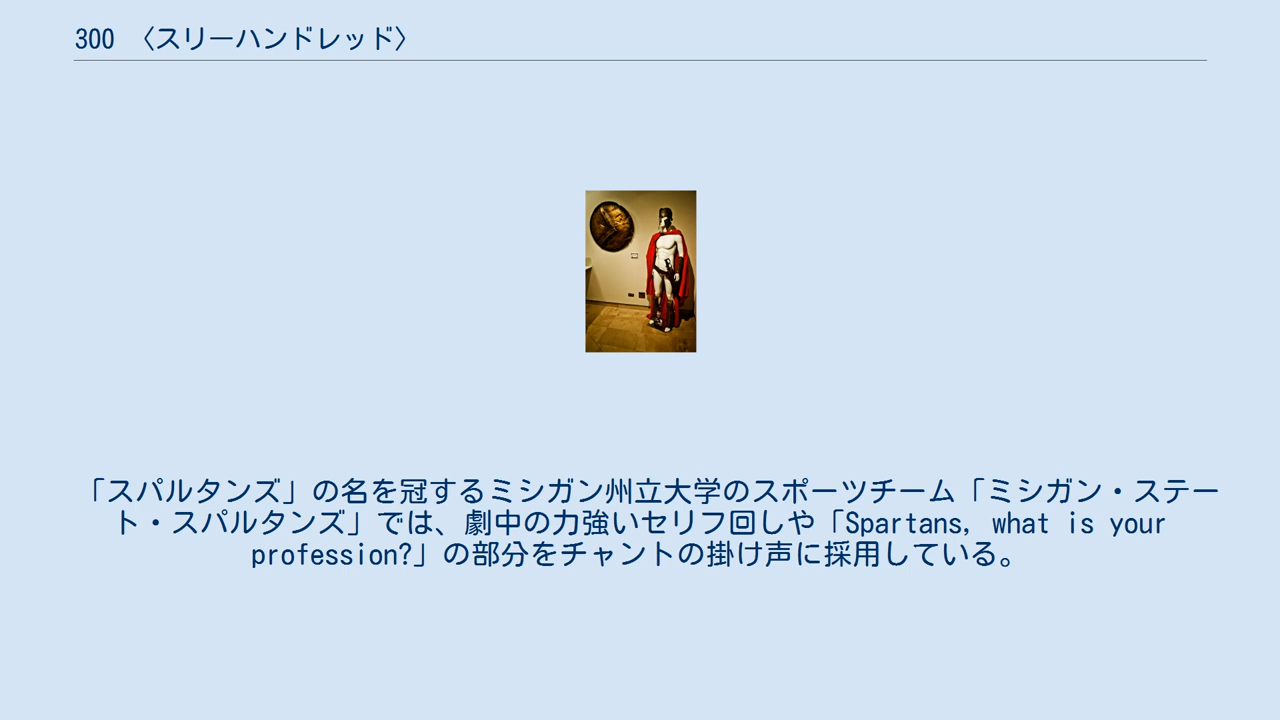 300 〈スリーハンドレッド〉
「スパルタンズ」の名を冠するミシガン州立大学のスポーツチーム「ミシガン・ステー
ト・スパルタンズ」では、劇中の力強いセリフ回しや「Spartans, what is your
profession?」の部分をチャントの掛け声に採用している。